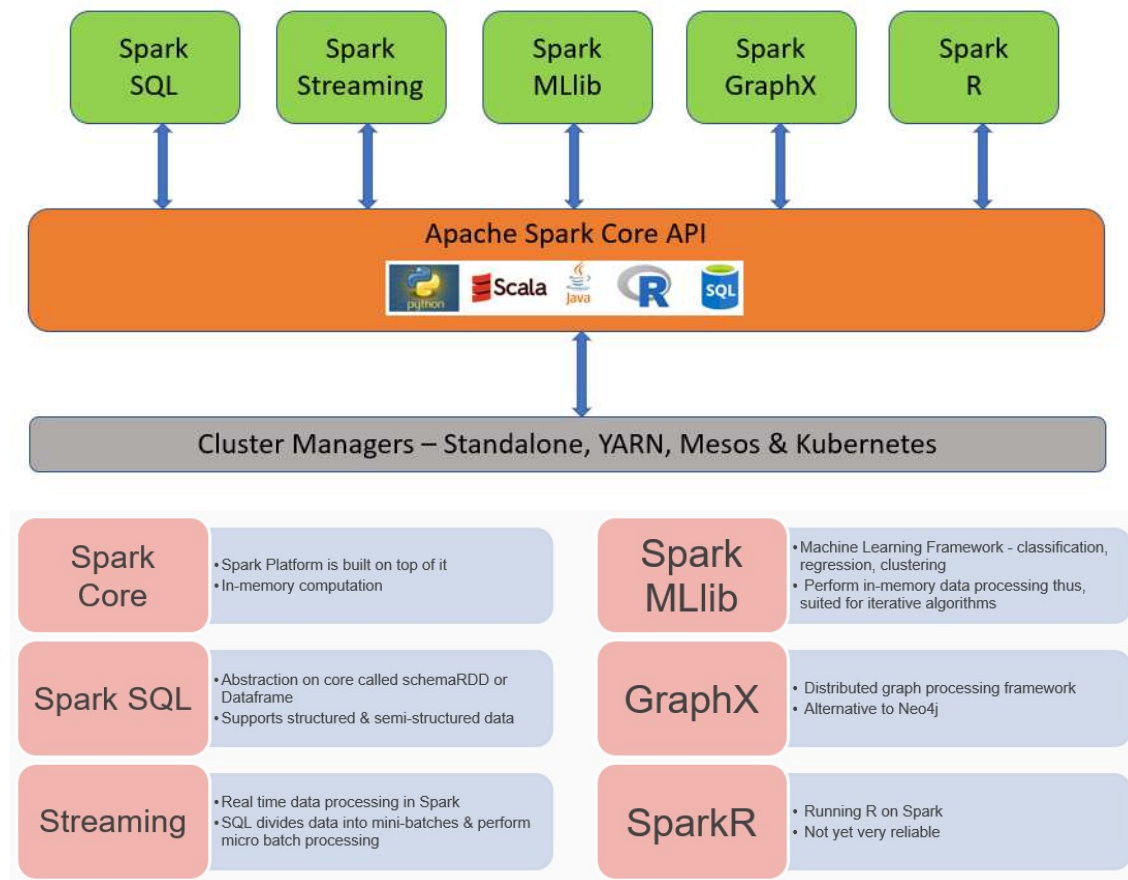 Spark
SQL
Spark
Streaming
Spark
MLlib
Spark
GraphX
Spark
R
Apache Spark Core API
python
Scala
Java
R
SQL
Cluster Managers – Standalone, YARN, Mesos & Kubernetes
Spark
Core
• Spark Platform is built on top of it
• In-memory computation
Spark SQL
• Abstraction on core called schemaRDD or
Dataframe
• Supports structured & semi-structured data
Streaming
• Real time data processing in Spark
• SQL divides data into mini-batches & perform
micro batch processing
Spark
MLlib
• Machine Learning Framework - classification,
regression, clustering
• Perform in-memory data processing thus,
suited for iterative algorithms
GraphX
• Distributed graph processing framework
• Alternative to Neo4j
SparkR
• Running R on Spark
• Not yet very reliable